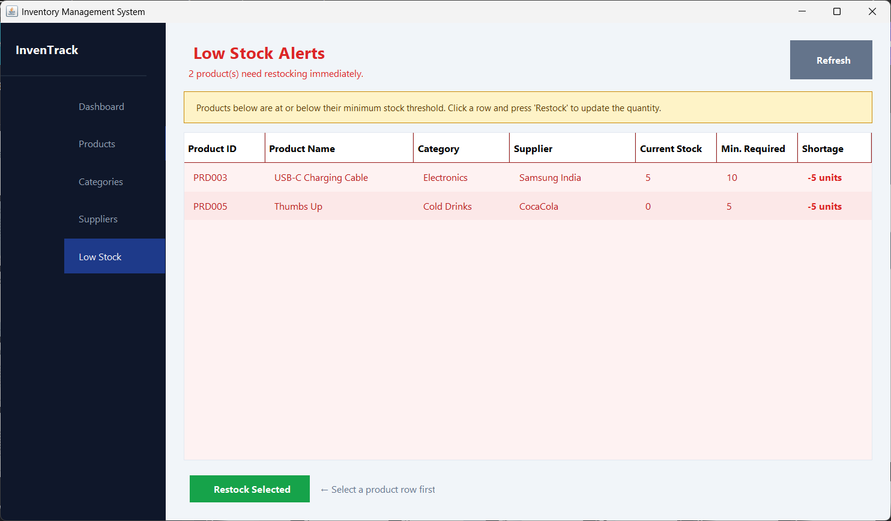 Inventory Management System
InvenTrack
Dashboard
Products
Categories
Suppliers
Low Stock
Low Stock Alerts
2 product(s) need restocking immediately.
Refresh
Products below are at or below their minimum stock threshold. Click a row and press 'Restock' to update the quantity.
Product ID Product Name Category Supplier Current Stock Min. Required Shortage
PRD003 USB-C Charging Cable Electronics Samsung India 5 10 -5 units
PRD005 Thumbs Up Cold Drinks CocaCola 0 5 -5 units
Restock Selected ← Select a product row first